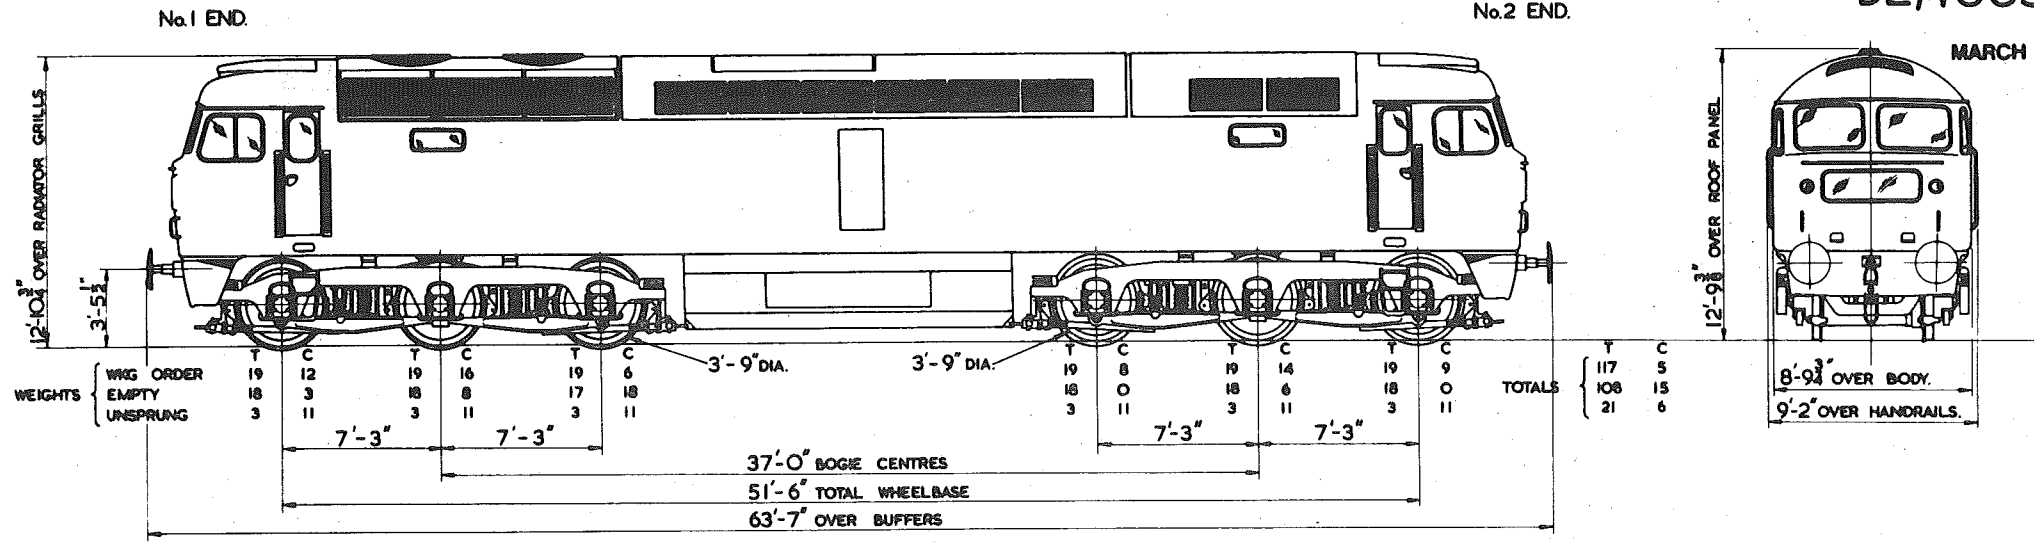 No.1 END.
No.2 END.
MARCH
12'-10¾" OVER RADIATOR GRILLS
3'-5½"
12'-9⅜" OVER ROOF PANEL
3'-9" DIA.
3'-9" DIA.
T C T C T C T C T C T C T C
WEIGHTS
WKG ORDER 19 12 19 16 19 6 19 8 19 14 19 9 117 5
EMPTY 18 3 18 8 17 18 18 0 18 6 18 0 TOTALS 108 15
UNSPRUNG 3 11 3 11 3 11 3 11 3 11 3 11 21 6
8'-9¾" OVER BODY.
9'-2" OVER HANDRAILS.
7'-3" 7'-3" 7'-3" 7'-3"
37'-0" BOGIE CENTRES
51'-6" TOTAL WHEELBASE
63'-7" OVER BUFFERS